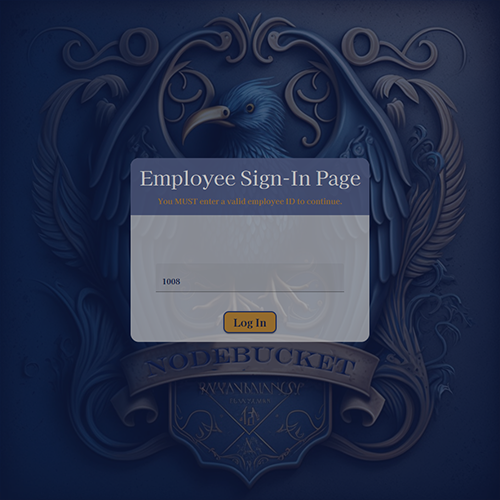 Employee Sign-In Page
You MUST enter a valid employee ID to continue.
1008
Log In
NODEBUCKET